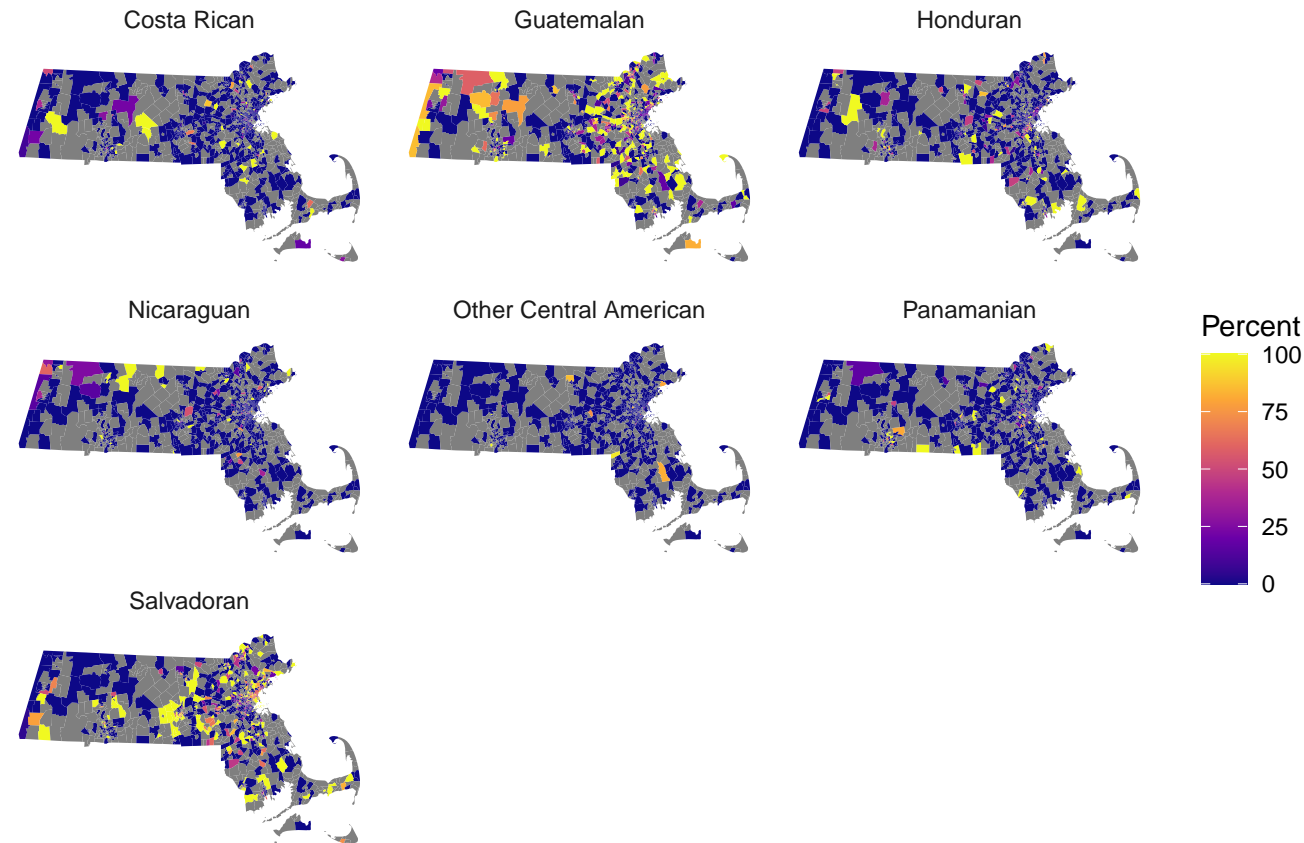 Costa Rican
Guatemalan
Honduran
Nicaraguan
Other Central American
Panamanian
Percent
100
75
50
25
0
Salvadoran